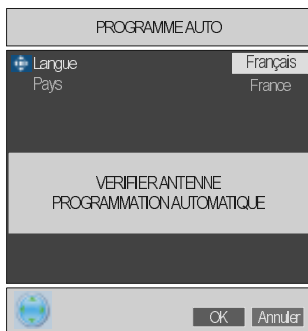 PROGRAMME AUTO
Langue Français
Pays France
VERIFIER ANTENNE
PROGRAMMATION AUTOMATIQUE
OK Annuler